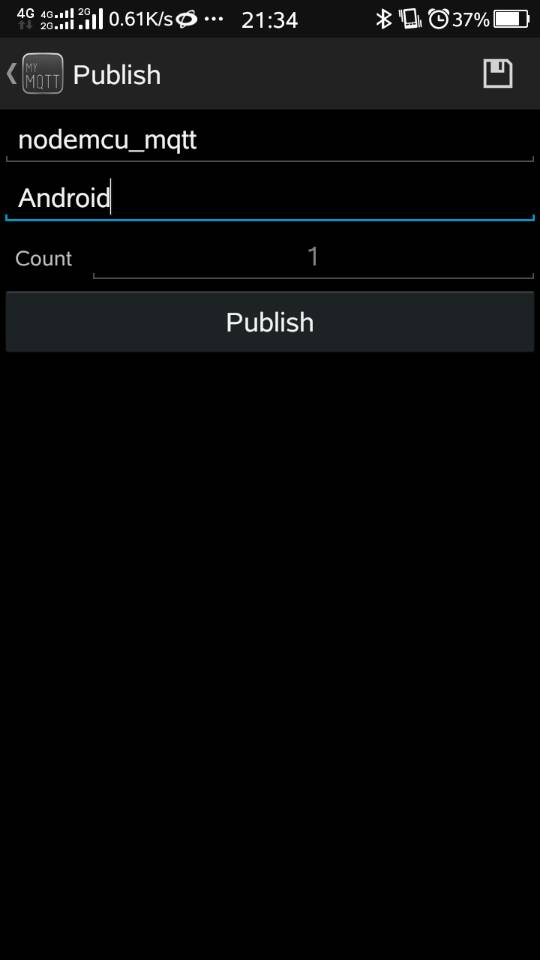 4G 4G 2G 2G 0.61K/s ··· 21:34 37%
MY MQTT Publish
nodemcu_mqtt
Android
Count 1
Publish